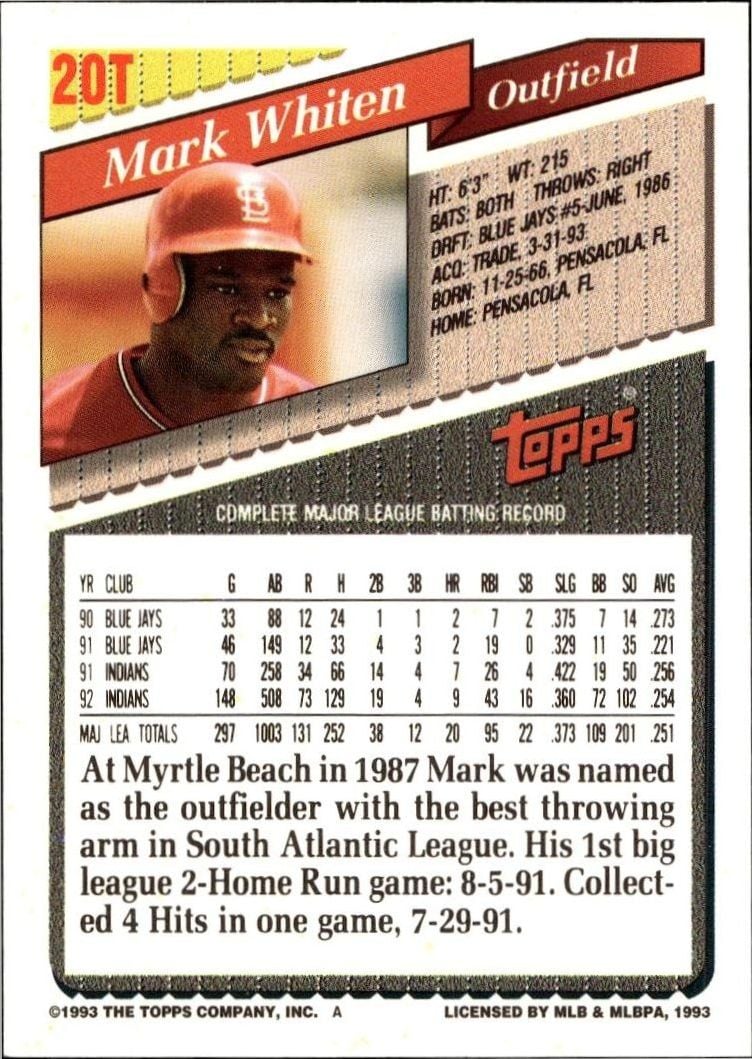 20T
Mark Whiten
Outfield
HT: 6'3" WT: 215
BATS: BOTH THROWS: RIGHT
DRFT: BLUE JAYS #5-JUNE, 1986
ACQ: TRADE, 3-31-93
BORN: 11-25-66, PENSACOLA, FL
HOME: PENSACOLA, FL
STL
TOPPS®
COMPLETE MAJOR LEAGUE BATTING RECORD
YR CLUB G AB R H 2B 3B HR RBI SB SLG BB SO AVG
90 BLUE JAYS 33 88 12 24 1 1 2 7 2 .375 7 14 .273
91 BLUE JAYS 46 149 12 33 4 3 2 19 0 .329 11 35 .221
91 INDIANS 70 258 34 66 14 4 7 26 4 .422 19 50 .256
92 INDIANS 148 508 73 129 19 4 9 43 16 .360 72 102 .254
MAJ LEA TOTALS 297 1003 131 252 38 12 20 95 22 .373 109 201 .251
At Myrtle Beach in 1987 Mark was named
as the outfielder with the best throwing
arm in South Atlantic League. His 1st big
league 2-Home Run game: 8-5-91. Collect-
ed 4 Hits in one game, 7-29-91.
©1993 THE TOPPS COMPANY, INC. A LICENSED BY MLB & MLBPA, 1993